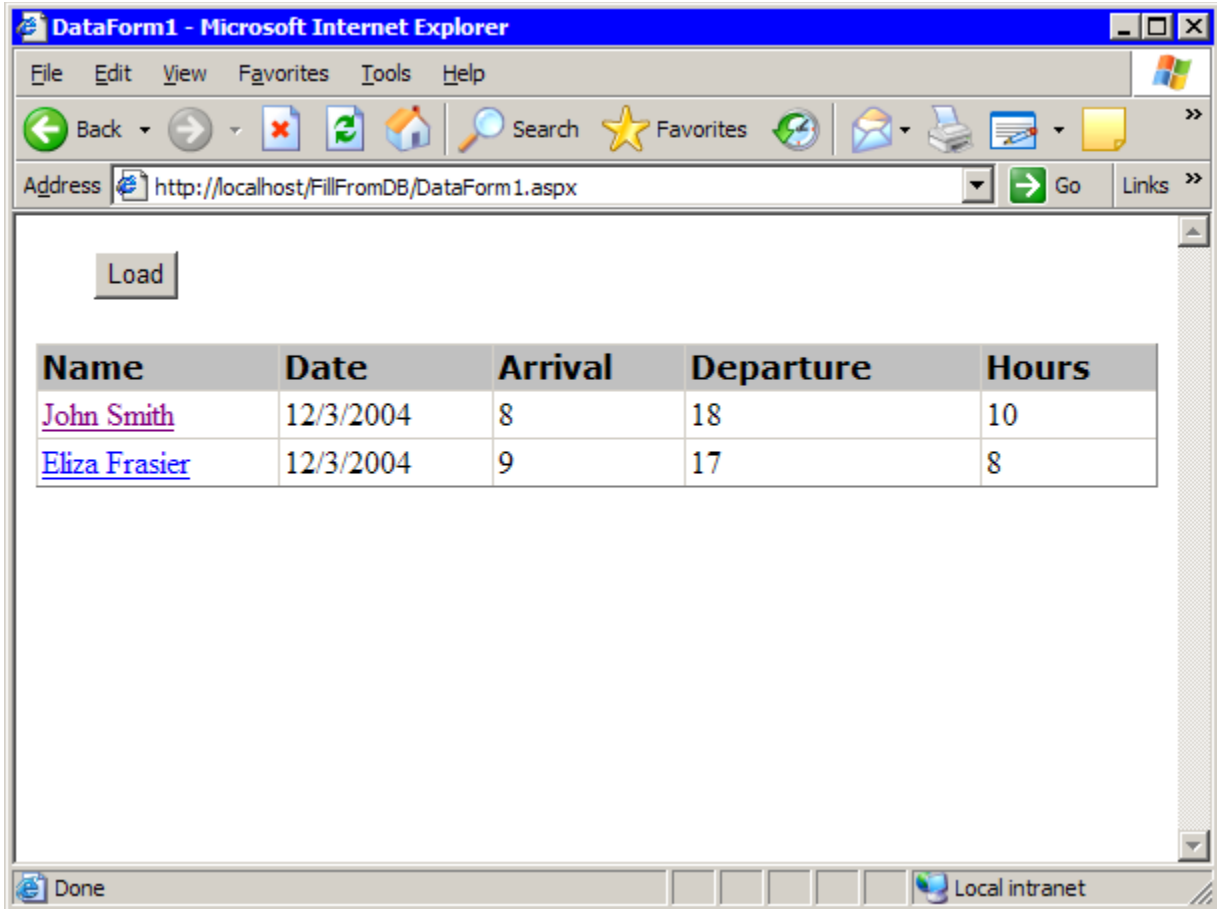 DataForm1 - Microsoft Internet Explorer
File Edit View Favorites Tools Help
Back Search Favorites »
Address http://localhost/FillFromDB/DataForm1.aspx Go Links »
Load
Name Date Arrival Departure Hours
John Smith 12/3/2004 8 18 10
Eliza Frasier 12/3/2004 9 17 8
Done Local intranet